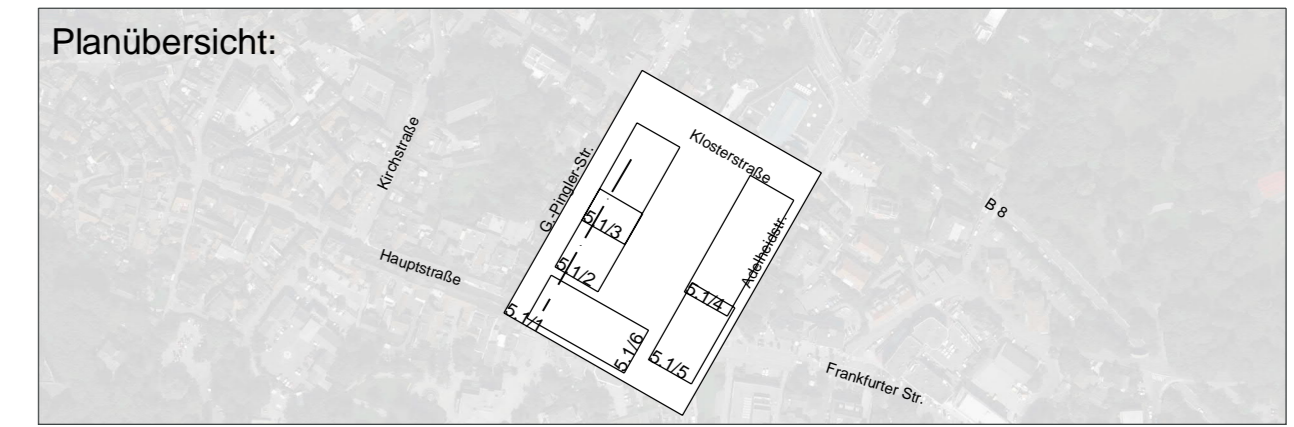 Planübersicht:
Kirchstraße
Klosterstraße
G.-Pingler-Str.
B 8
5.1/3
Adelheidstr.
Hauptstraße
5.1/2
5.1/4
5.1/1
5.1/6
5.1/5
Frankfurter Str.